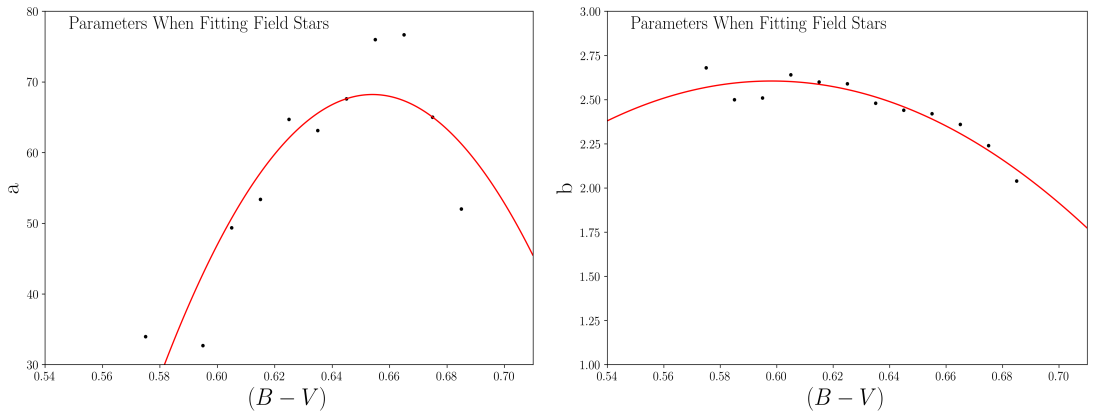 Parameters When Fitting Field Stars
80
70
60
50
40
30
a
0.54 0.56 0.58 0.60 0.62 0.64 0.66 0.68 0.70
(B − V)
Parameters When Fitting Field Stars
3.00
2.75
2.50
2.25
2.00
1.75
1.50
1.25
1.00
b
0.54 0.56 0.58 0.60 0.62 0.64 0.66 0.68 0.70
(B − V)